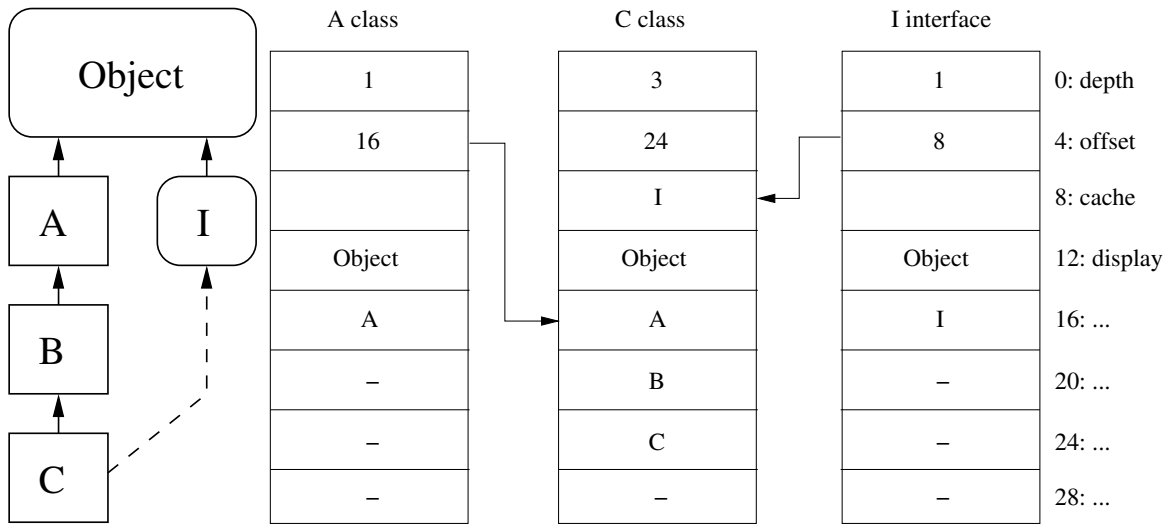 A class C class I interface
Object
1 3 1 0: depth
16 24 8 4: offset
A I
I 8: cache
Object Object Object 12: display
A A I 16: ...
B
– B – 20: ...
C
– C – 24: ...
– – – 28: ...